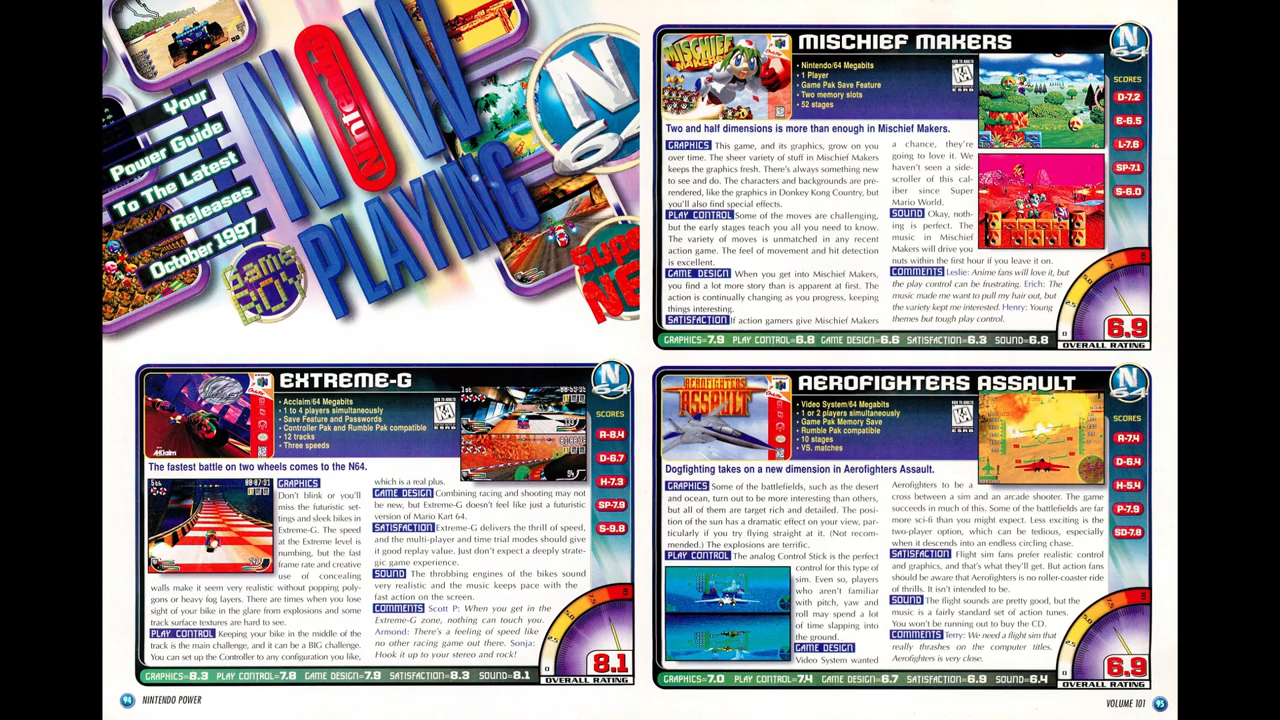 Your
Power Guide
To The Latest
Releases
October 1997
NOW
Nintendo
PLAYING
N
64
GAME
BOY
Super
NE
EXTREME-G
N
64
• Acclaim/64 Megabits
• 1 to 4 players simultaneously
• Save Feature and Passwords
• Controller Pak and Rumble Pak compatible
• 12 tracks
• Three speeds
AKklaim
KA
ESRB
SCORES
A-8.4
D-6.7
H-7.3
SP-7.9
S-9.8
The fastest battle on two wheels comes to the N64.
GRAPHICS
Don't blink or you'll
miss the futuristic set-
tings and sleek bikes in
Extreme-G. The speed
at the Extreme level is
numbing, but the fast
frame rate and creative
use of concealing
walls make it seem very realistic without popping poly-
gons or heavy fog layers. There are times when you lose
sight of your bike in the glare from explosions and some
track surface textures are hard to see.
PLAY CONTROL Keeping your bike in the middle of the
track is the main challenge, and it can be a BIG challenge.
You can set up the Controller to any configuration you like,
which is a real plus.
GAME DESIGN Combining racing and shooting may not
be new, but Extreme-G doesn't feel like just a futuristic
version of Mario Kart 64.
SATISFACTION Extreme-G delivers the thrill of speed,
and the multi-player and time trial modes should give
it good replay value. Just don't expect a deeply strate-
gic game experience.
SOUND The throbbing engines of the bikes sound
very realistic and the music keeps pace with the
fast action on the screen.
COMMENTS Scott P: When you get in the
Extreme-G zone, nothing can touch you.
Armond: There's a feeling of speed like
no other racing game out there. Sonja:
Hook it up to your stereo and rock!
8.1
OVERALL RATING
GRAPHICS=8.3 PLAY CONTROL=7.8 GAME DESIGN=7.9 SATISFACTION=8.3 SOUND=8.1
94 NINTENDO POWER
MISCHIEF MAKERS
N
64
MISCHIEF
MAKERS
• Nintendo/64 Megabits
• 1 Player
• Game Pak Save Feature
• Two memory slots
• 52 stages
KA
ESRB
SCORES
D-7.2
E-6.5
L-7.6
SP-7.1
S-6.0
Two and half dimensions is more than enough in Mischief Makers.
GRAPHICS This game, and its graphics, grow on you
over time. The sheer variety of stuff in Mischief Makers
keeps the graphics fresh. There's always something new
to see and do. The characters and backgrounds are pre-
rendered, like the graphics in Donkey Kong Country, but
you'll also find special effects.
PLAY CONTROL Some of the moves are challenging,
but the early stages teach you all you need to know.
The variety of moves is unmatched in any recent
action game. The feel of movement and hit detection
is excellent.
GAME DESIGN When you get into Mischief Makers,
you find a lot more story than is apparent at first. The
action is continually changing as you progress, keeping
things interesting.
SATISFACTION If action gamers give Mischief Makers
a chance, they're
going to love it. We
haven't seen a side-
scroller of this cal-
iber since Super
Mario World.
SOUND Okay, noth-
ing is perfect. The
music in Mischief
Makers will drive you
nuts within the first hour if you leave it on.
COMMENTS Leslie: Anime fans will love it, but
the play control can be frustrating. Erich: The
music made me want to pull my hair out, but
the variety kept me interested. Henry: Young
themes but tough play control.
6.9
OVERALL RATING
GRAPHICS=7.9 PLAY CONTROL=6.8 GAME DESIGN=6.6 SATISFACTION=6.3 SOUND=6.8
AEROFIGHTERS ASSAULT
N
64
AEROFIGHTERS
ASSAULT
• Video System/64 Megabits
• 1 or 2 players simultaneously
• Game Pak Memory Save
• Rumble Pak compatible
• 10 stages
• VS. matches
KA
ESRB
SCORES
A-7.4
D-6.4
H-5.4
P-7.9
SD-7.8
Dogfighting takes on a new dimension in Aerofighters Assault.
GRAPHICS Some of the battlefields, such as the desert
and ocean, turn out to be more interesting than others,
but all of them are target rich and detailed. The posi-
tion of the sun has a dramatic effect on your view, par-
ticularly if you try flying straight at it. (Not recom-
mended.) The explosions are terrific.
PLAY CONTROL The analog Control Stick is the perfect
control for this type of
sim. Even so, players
who aren't familiar
with pitch, yaw and
roll may spend a lot
of time slapping into
the ground.
GAME DESIGN
Video System wanted
Aerofighters to be a
cross between a sim and an arcade shooter. The game
succeeds in much of this. Some of the battlefields are far
more sci-fi than you might expect. Less exciting is the
two-player option, which can be tedious, especially
when it descends into an endless circling chase.
SATISFACTION Flight sim fans prefer realistic control
and graphics, and that's what they'll get. But action fans
should be aware that Aerofighters is no roller-coaster ride
of thrills. It isn't intended to be.
SOUND The flight sounds are pretty good, but the
music is a fairly standard set of action tunes.
You won't be running out to buy the CD.
COMMENTS Terry: We need a flight sim that
really thrashes on the computer titles.
Aerofighters is very close.
6.9
OVERALL RATING
GRAPHICS=7.0 PLAY CONTROL=7.4 GAME DESIGN=6.7 SATISFACTION=6.9 SOUND=6.4
VOLUME 101 95